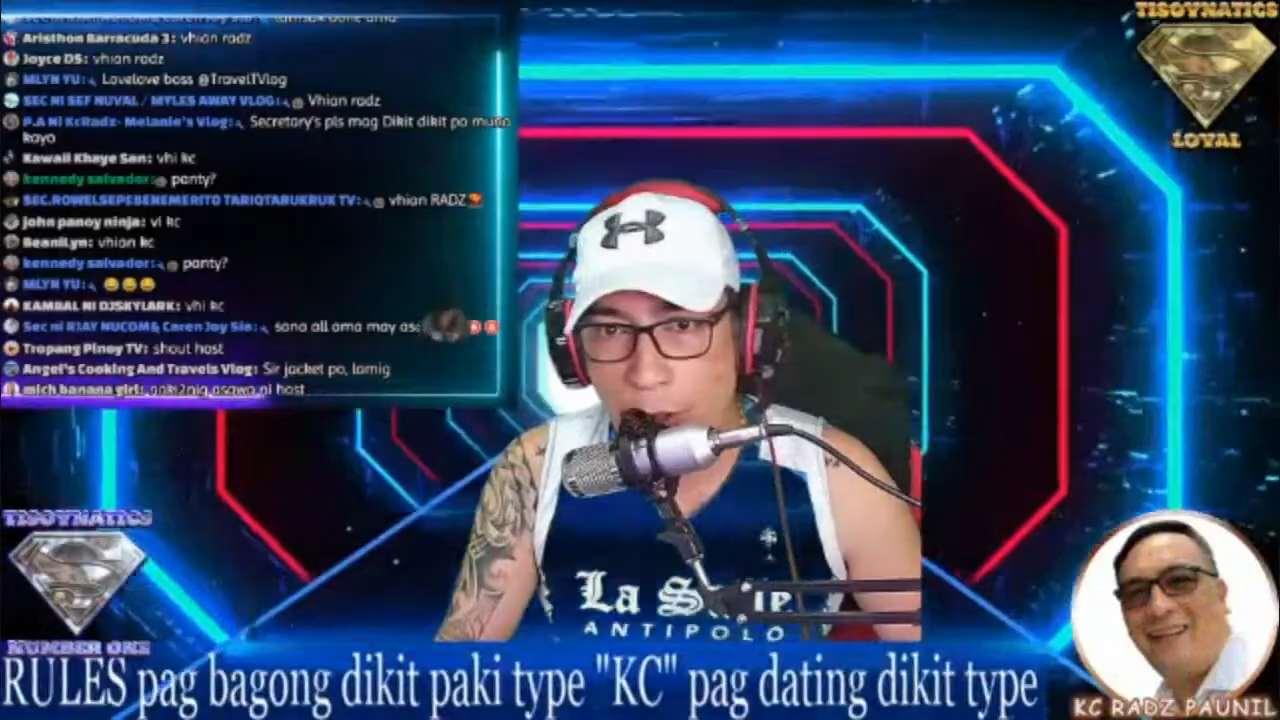 Aristhon Barracuda 3: vhian radz
Joyce DS: vhian radz
MLYN YU: Lovelove boss @TravelTVlog
SEC NI SEF NUVAL / MYLES AWAY VLOG: Vhian radz
P.A NI KcRadz- Melanie's Vlog: Secretary's pls mag Dikit dikit po muna
kayo
Kawaii Khaye San: vhi kc
kennedy salvador: panty?
SEC.ROWELSEPEBENEMERITO TARIQTARUKRUK TV: vhian RADZ
john panoy ninja: vi kc
BeaniLyn: vhian kc
kennedy salvador: panty?
MLYN YU: 😂😂😂
KAMBAL NI DJSKYLARK: vhi kc
Sec ni RJAY NUCOM& Caren Joy Sia: sana all ama may
Tropang Pinoy TV: shout host
Angel's Cooking And Travels Vlog: Sir jacket po, lamig
mich banana girl: asawa ni host
TISOYNATICS
LOYAL
TISOYNATICS
NUMBER ONE
La
ANTIPOLO
RULES pag bagong dikit paki type "KC" pag dating dikit type
KC RADZ PAUNIL